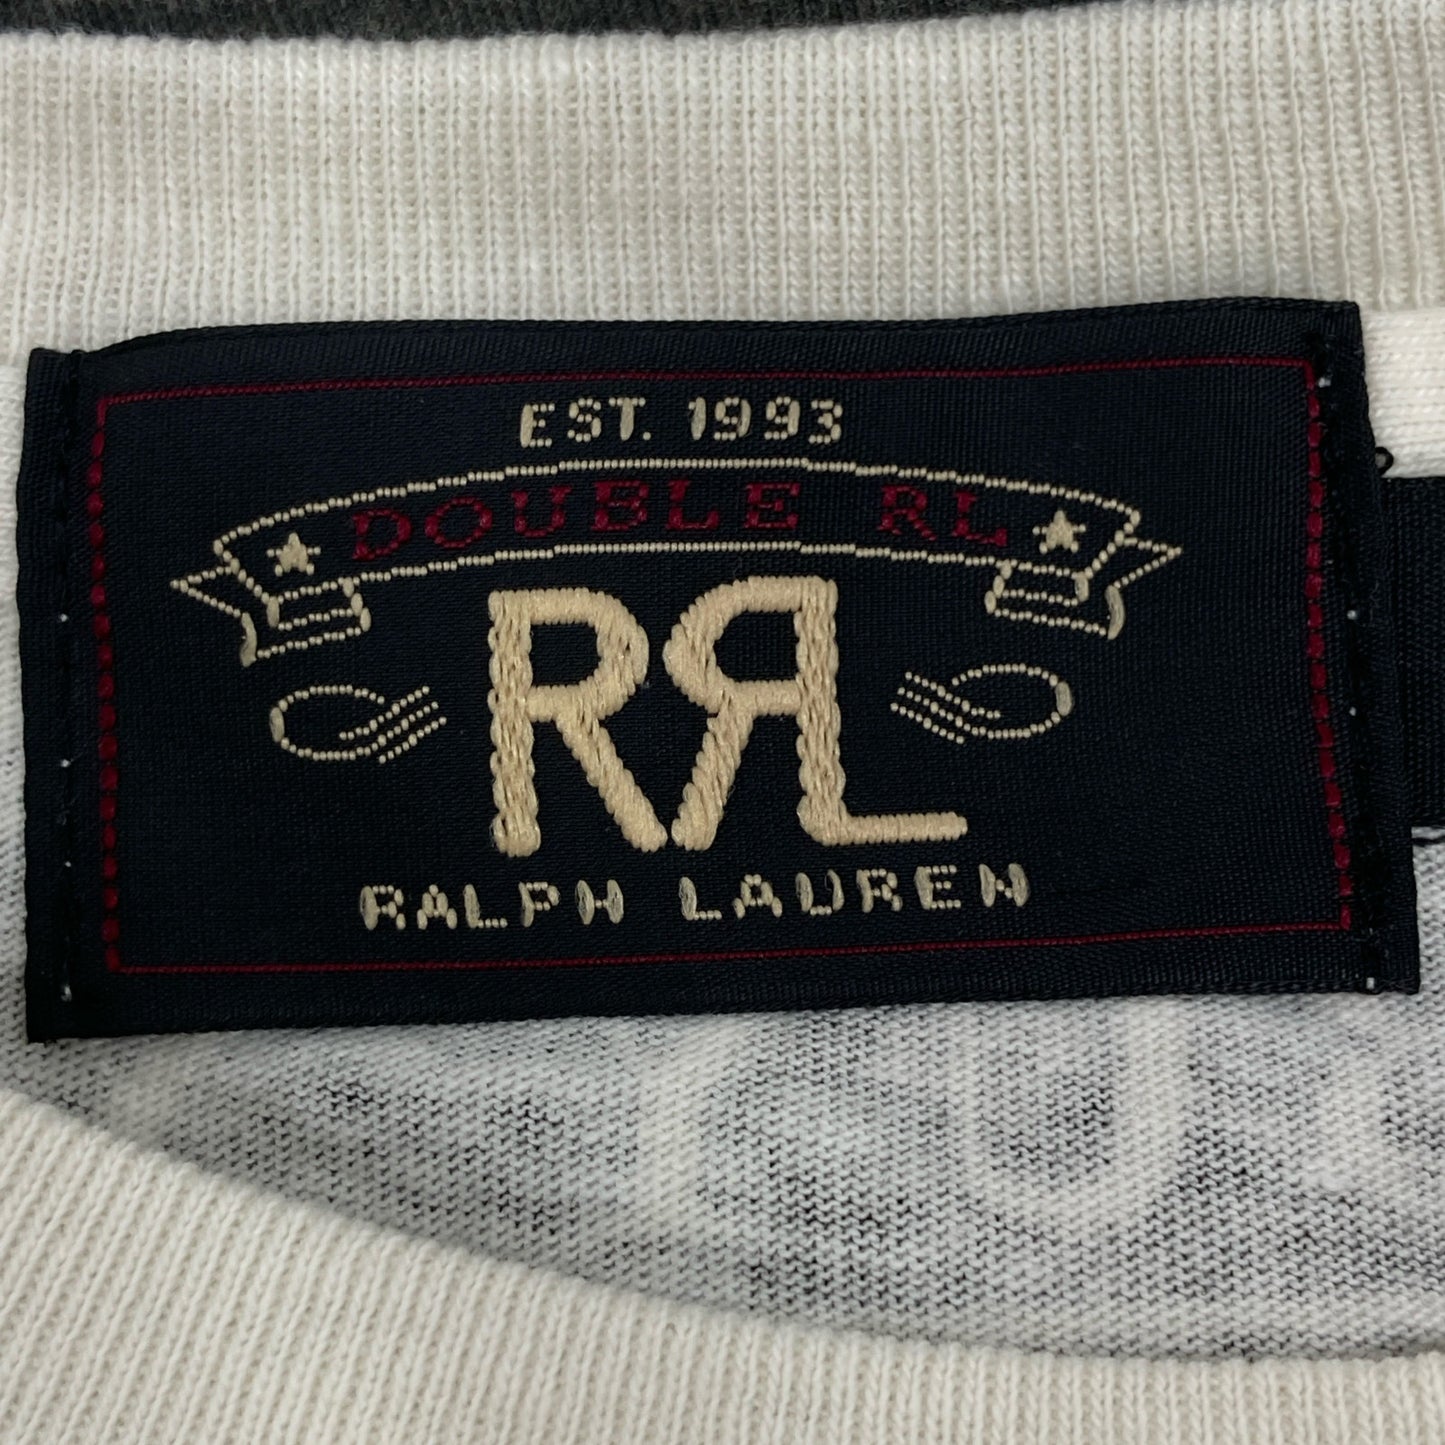 EST. 1993
DOUBLE RL
RRL
RALPH LAUREN